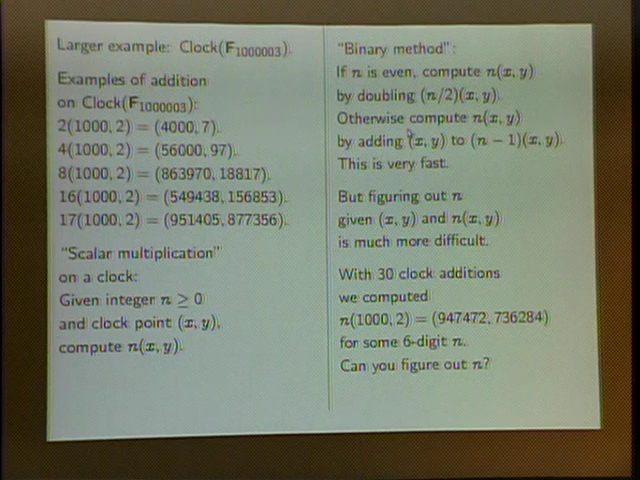 Larger example: Clock(F1000003).
Examples of addition
on Clock(F1000003):
2(1000, 2) = (4000, 7).
4(1000, 2) = (56000, 97).
8(1000, 2) = (863970, 18817).
16(1000, 2) = (549438, 156853).
17(1000, 2) = (951405, 877356).
"Scalar multiplication"
on a clock:
Given integer n ≥ 0
and clock point (x, y),
compute n(x, y).
"Binary method":
If n is even, compute n(x, y)
by doubling (n/2)(x, y).
Otherwise compute n(x, y)
by adding (x, y) to (n − 1)(x, y).
This is very fast.
But figuring out n
given (x, y) and n(x, y)
is much more difficult.
With 30 clock additions
we computed
n(1000, 2) = (947472, 736284)
for some 6-digit n.
Can you figure out n?